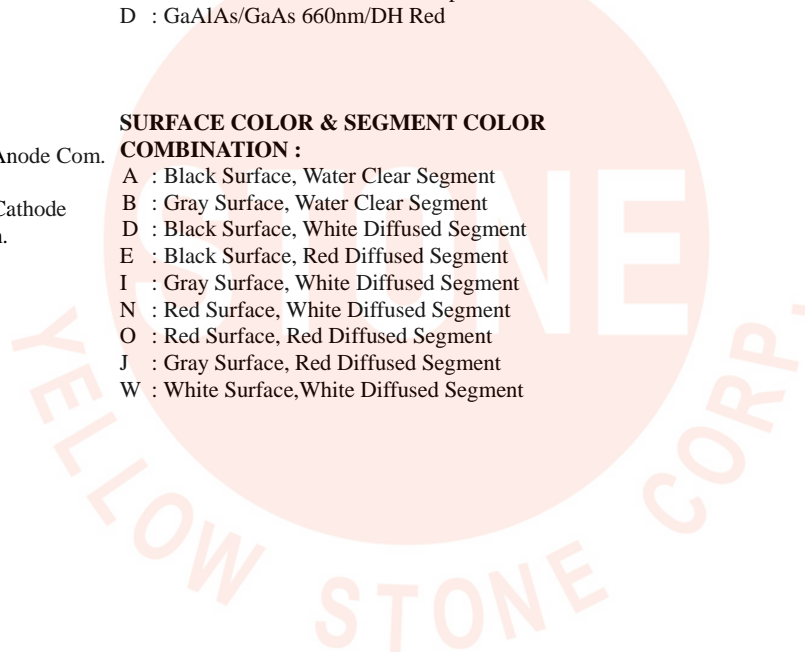 D : GaAlAs/GaAs 660nm/DH Red
SURFACE COLOR & SEGMENT COLOR
Anode Com. COMBINATION :
A : Black Surface, Water Clear Segment
Cathode B : Gray Surface, Water Clear Segment
D : Black Surface, White Diffused Segment
E : Black Surface, Red Diffused Segment
I : Gray Surface, White Diffused Segment
N : Red Surface, White Diffused Segment
O : Red Surface, Red Diffused Segment
J : Gray Surface, Red Diffused Segment
W : White Surface,White Diffused Segment
STONE
YELLOW STONE CORP.